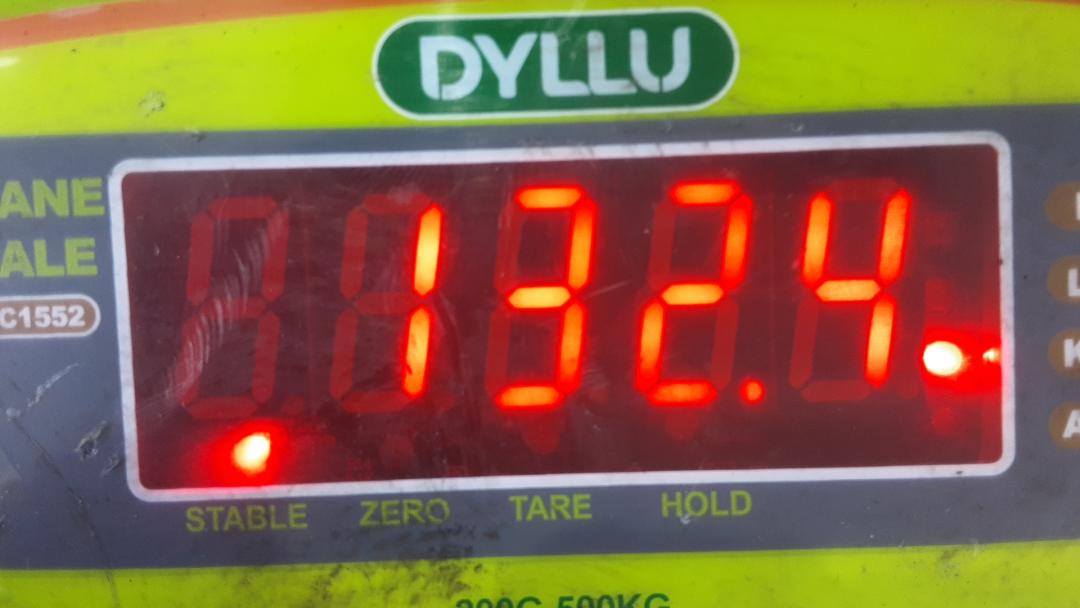 DYLLU
ANE
ALE
C1552
132.4
L
K
A
STABLE ZERO TARE HOLD